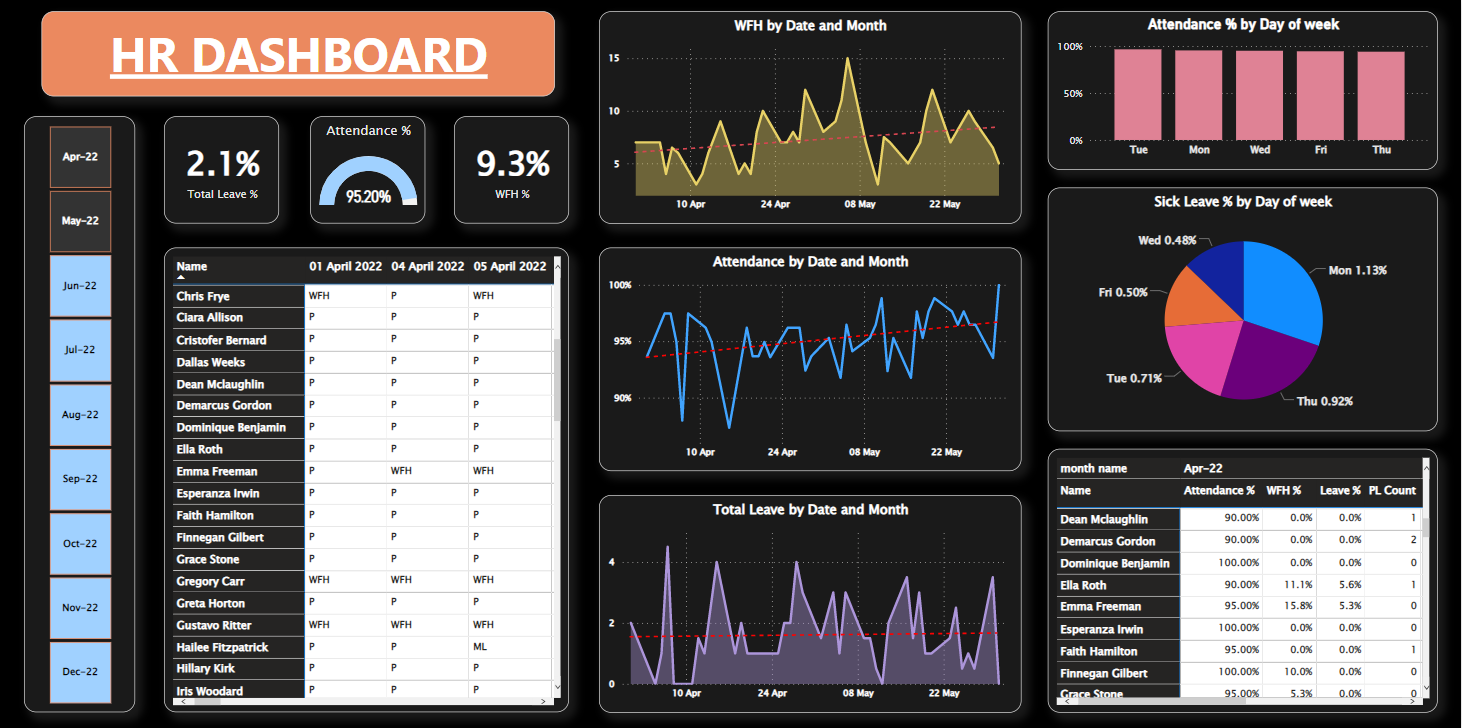 HR DASHBOARD
Apr-22
May-22
Jun-22
Jul-22
Aug-22
Sep-22
Oct-22
Nov-22
Dec-22
2.1%
Total Leave %
Attendance %
95.20%
9.3%
WFH %
Name 01 April 2022 04 April 2022 05 April 2022
Chris Frye WFH P WFH
Ciara Allison P P P
Cristofer Bernard P P P
Dallas Weeks P P P
Dean Mclaughlin P P P
Demarcus Gordon P P P
Dominique Benjamin P P P
Ella Roth P P P
Emma Freeman P WFH WFH
Esperanza Irwin P P P
Faith Hamilton P P P
Finnegan Gilbert P P P
Grace Stone P P P
Gregory Carr WFH WFH WFH
Greta Horton P P P
Gustavo Ritter WFH WFH WFH
Hailee Fitzpatrick P P ML
Hillary Kirk P P P
Iris Woodard P P P
WFH by Date and Month
15
10
5
10 Apr 24 Apr 08 May 22 May
Attendance by Date and Month
100%
95%
90%
10 Apr 24 Apr 08 May 22 May
Total Leave by Date and Month
4
2
0
10 Apr 24 Apr 08 May 22 May
Attendance % by Day of week
100%
50%
0%
Tue Mon Wed Fri Thu
Sick Leave % by Day of week
Wed 0.48%
Mon 1.13%
Fri 0.50%
Tue 0.71%
Thu 0.92%
month name Apr-22
Name Attendance % WFH % Leave % PL Count
Dean Mclaughlin 90.00% 0.0% 0.0% 1
Demarcus Gordon 90.00% 0.0% 0.0% 2
Dominique Benjamin 100.00% 0.0% 0.0% 0
Ella Roth 90.00% 11.1% 5.6% 1
Emma Freeman 95.00% 15.8% 5.3% 0
Esperanza Irwin 100.00% 0.0% 0.0% 0
Faith Hamilton 95.00% 0.0% 0.0% 1
Finnegan Gilbert 100.00% 10.0% 0.0% 0
Grace Stone 95.00% 5.3% 0.0% 0